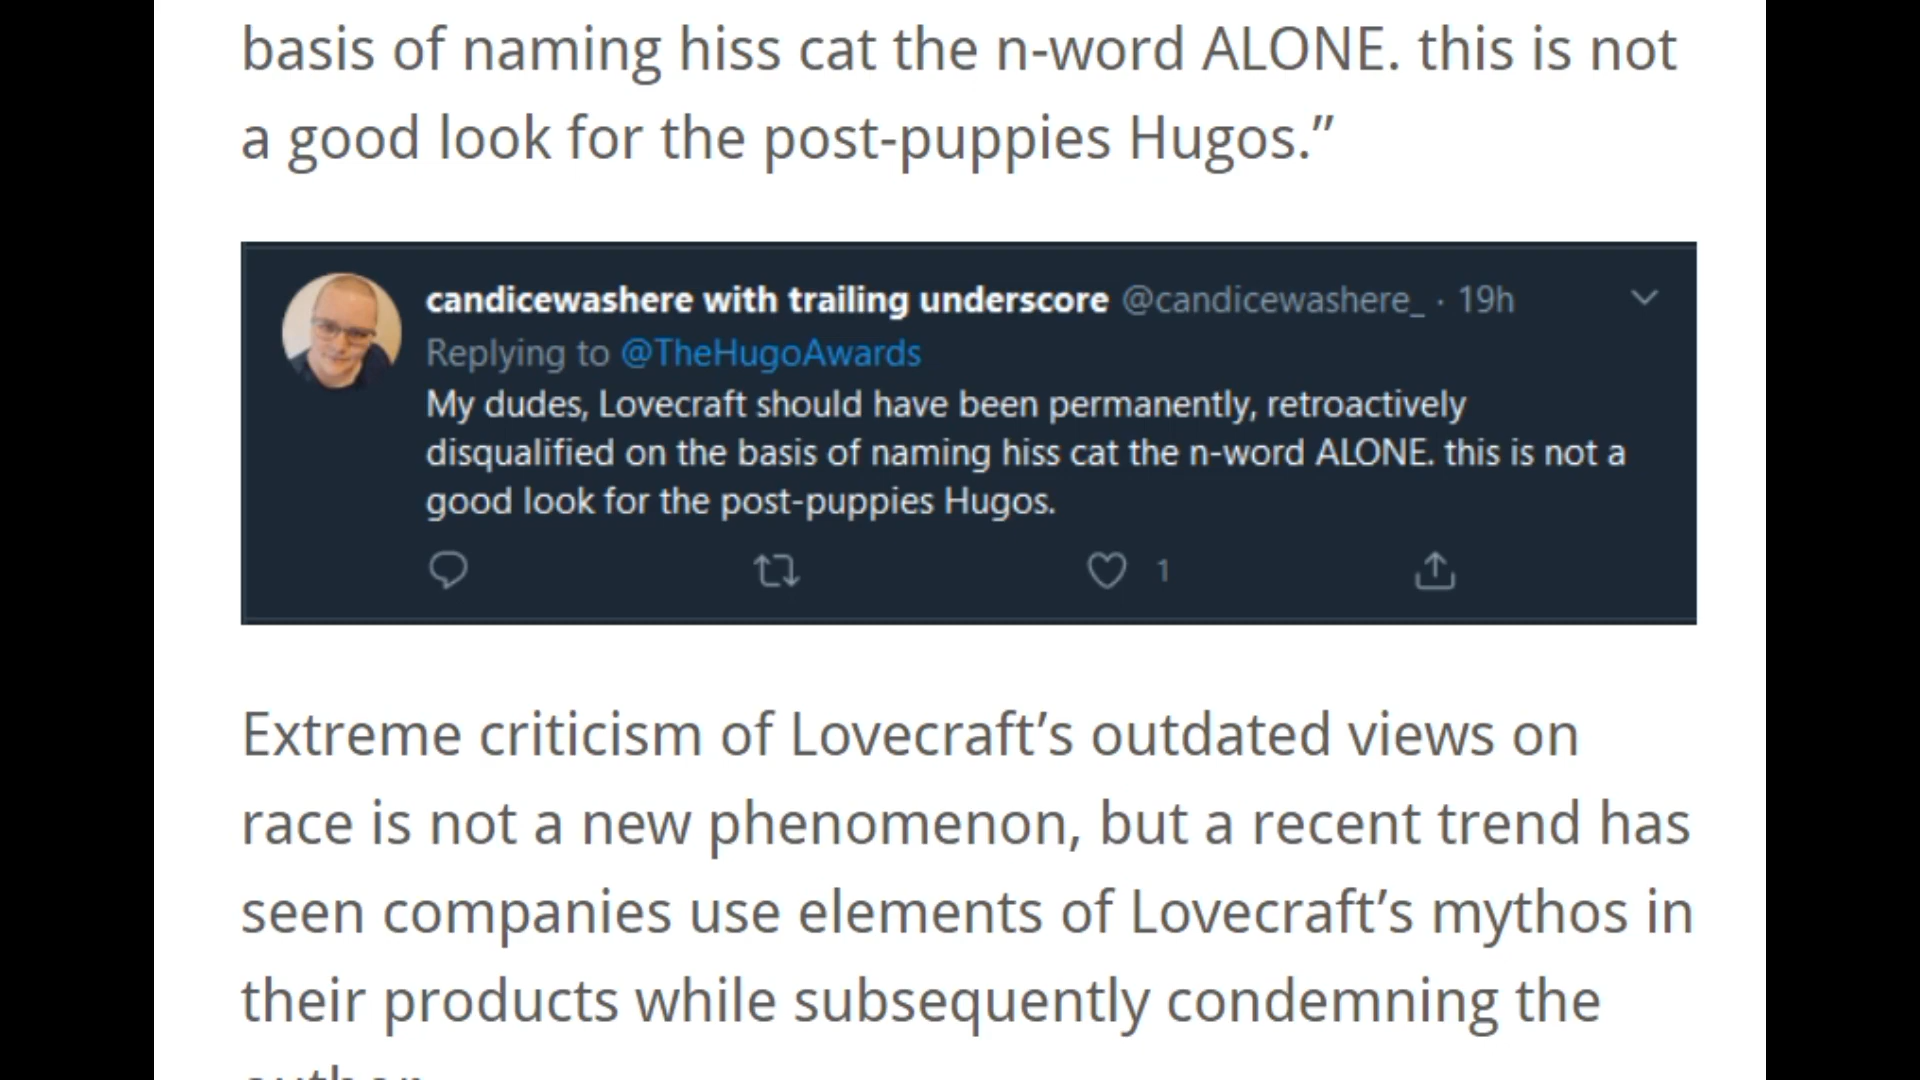 basis of naming hiss cat the n-word ALONE. this is not
a good look for the post-puppies Hugos.”
candicewashere with trailing underscore @candicewashere_ · 19h
Replying to @TheHugoAwards
My dudes, Lovecraft should have been permanently, retroactively
disqualified on the basis of naming hiss cat the n-word ALONE. this is not a
good look for the post-puppies Hugos.
1
Extreme criticism of Lovecraft’s outdated views on
race is not a new phenomenon, but a recent trend has
seen companies use elements of Lovecraft’s mythos in
their products while subsequently condemning the